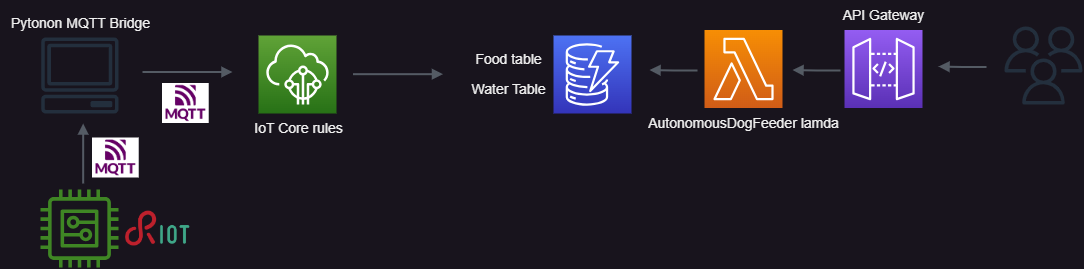 Pytonon MQTT Bridge
MQTT
MQTT
RIOT
IoT Core rules
Food table
Water Table
AutonomousDogFeeder lamda
API Gateway